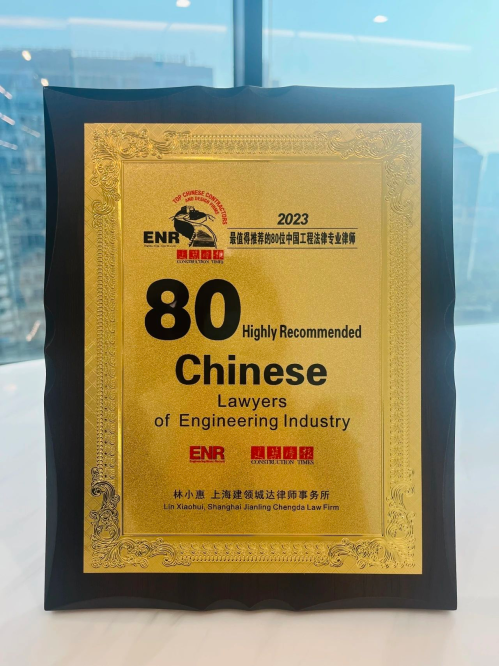 TOP CHINESE CONTRACTORS
AND DESIGN FIRMS
ENR
建筑时报
CONSTRUCTION TIMES
2023
最值得推荐的80位中国工程法律专业律师
80 Highly Recommended
Chinese
Lawyers
of Engineering Industry
ENR
建筑时报
CONSTRUCTION TIMES
林小惠 上海建领城达律师事务所
Lin Xiaohui, Shanghai Jianling Chengda Law Firm